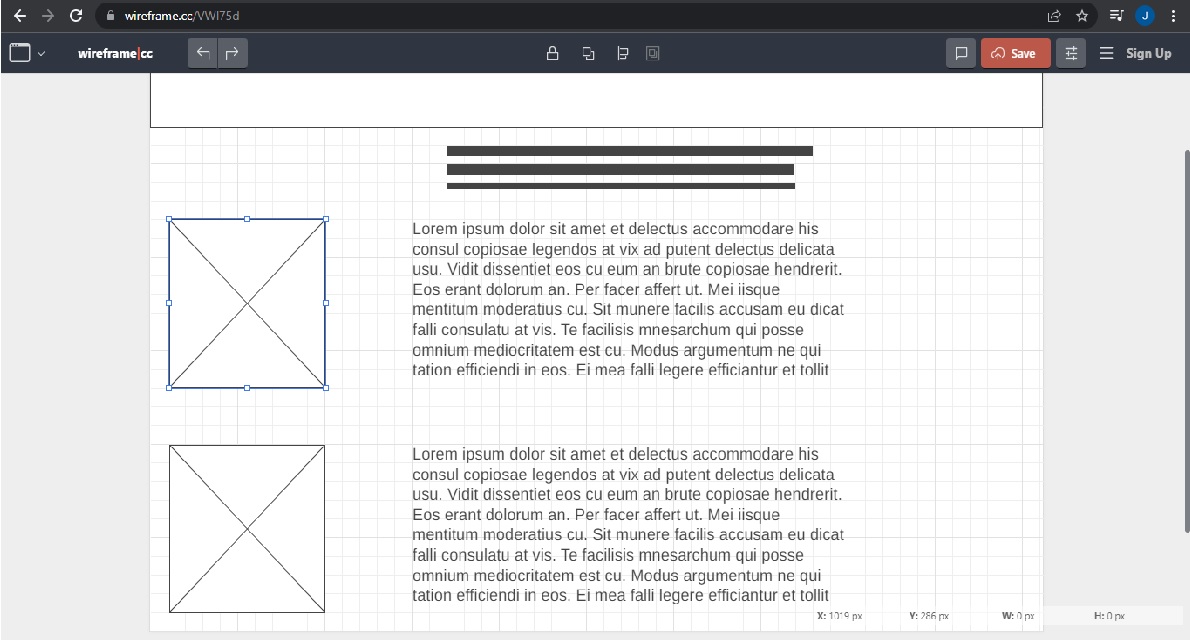 wireframe.cc/VWl75d
J
wireframe|cc
Save
Sign Up
Lorem ipsum dolor sit amet et delectus accommodare his
consul copiosae legendos at vix ad putent delectus delicata
usu. Vidit dissentiet eos cu eum an brute copiosae hendrerit.
Eos erant dolorum an. Per facer affert ut. Mei iisque
mentitum moderatius cu. Sit munere facilis accusam eu dicat
falli consulatu at vis. Te facilisis mnesarchum qui posse
omnium mediocritatem est cu. Modus argumentum ne qui
tation efficiendi in eos. Ei mea falli legere efficiantur et tollit
Lorem ipsum dolor sit amet et delectus accommodare his
consul copiosae legendos at vix ad putent delectus delicata
usu. Vidit dissentiet eos cu eum an brute copiosae hendrerit.
Eos erant dolorum an. Per facer affert ut. Mei iisque
mentitum moderatius cu. Sit munere facilis accusam eu dicat
falli consulatu at vis. Te facilisis mnesarchum qui posse
omnium mediocritatem est cu. Modus argumentum ne qui
tation efficiendi in eos. Ei mea falli legere efficiantur et tollit
X: 1019 px Y: 286 px W: 0 px H: 0 px